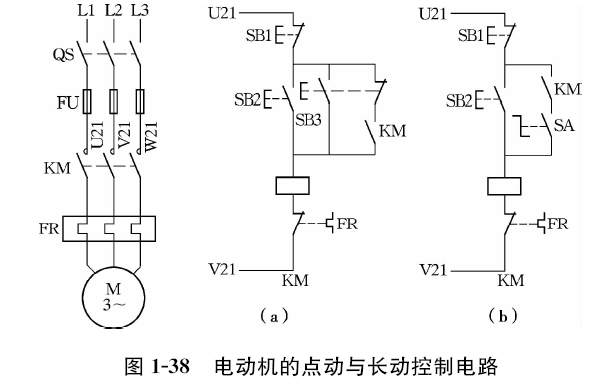 L1 L2 L3
QS
FU
U21
V21
W21
KM
FR
M
3～
U21
SB1
SB2
SB3
KM
FR
V21
KM
(a)
U21
SB1
KM
SB2
SA
FR
V21
KM
(b)
图 1-38 电动机的点动与长动控制电路